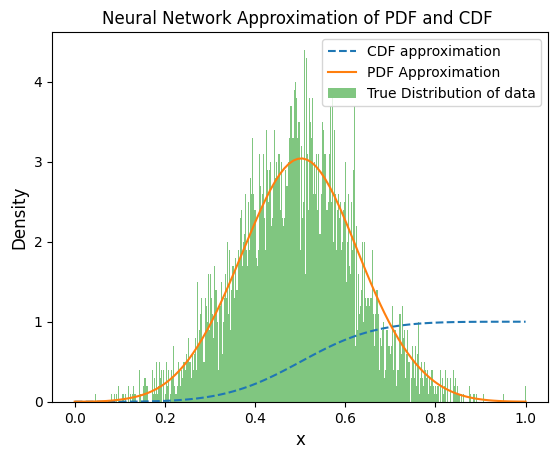 Neural Network Approximation of PDF and CDF
CDF approximation
PDF Approximation
True Distribution of data
Density
4
3
2
1
0
0.0 0.2 0.4 0.6 0.8 1.0
x